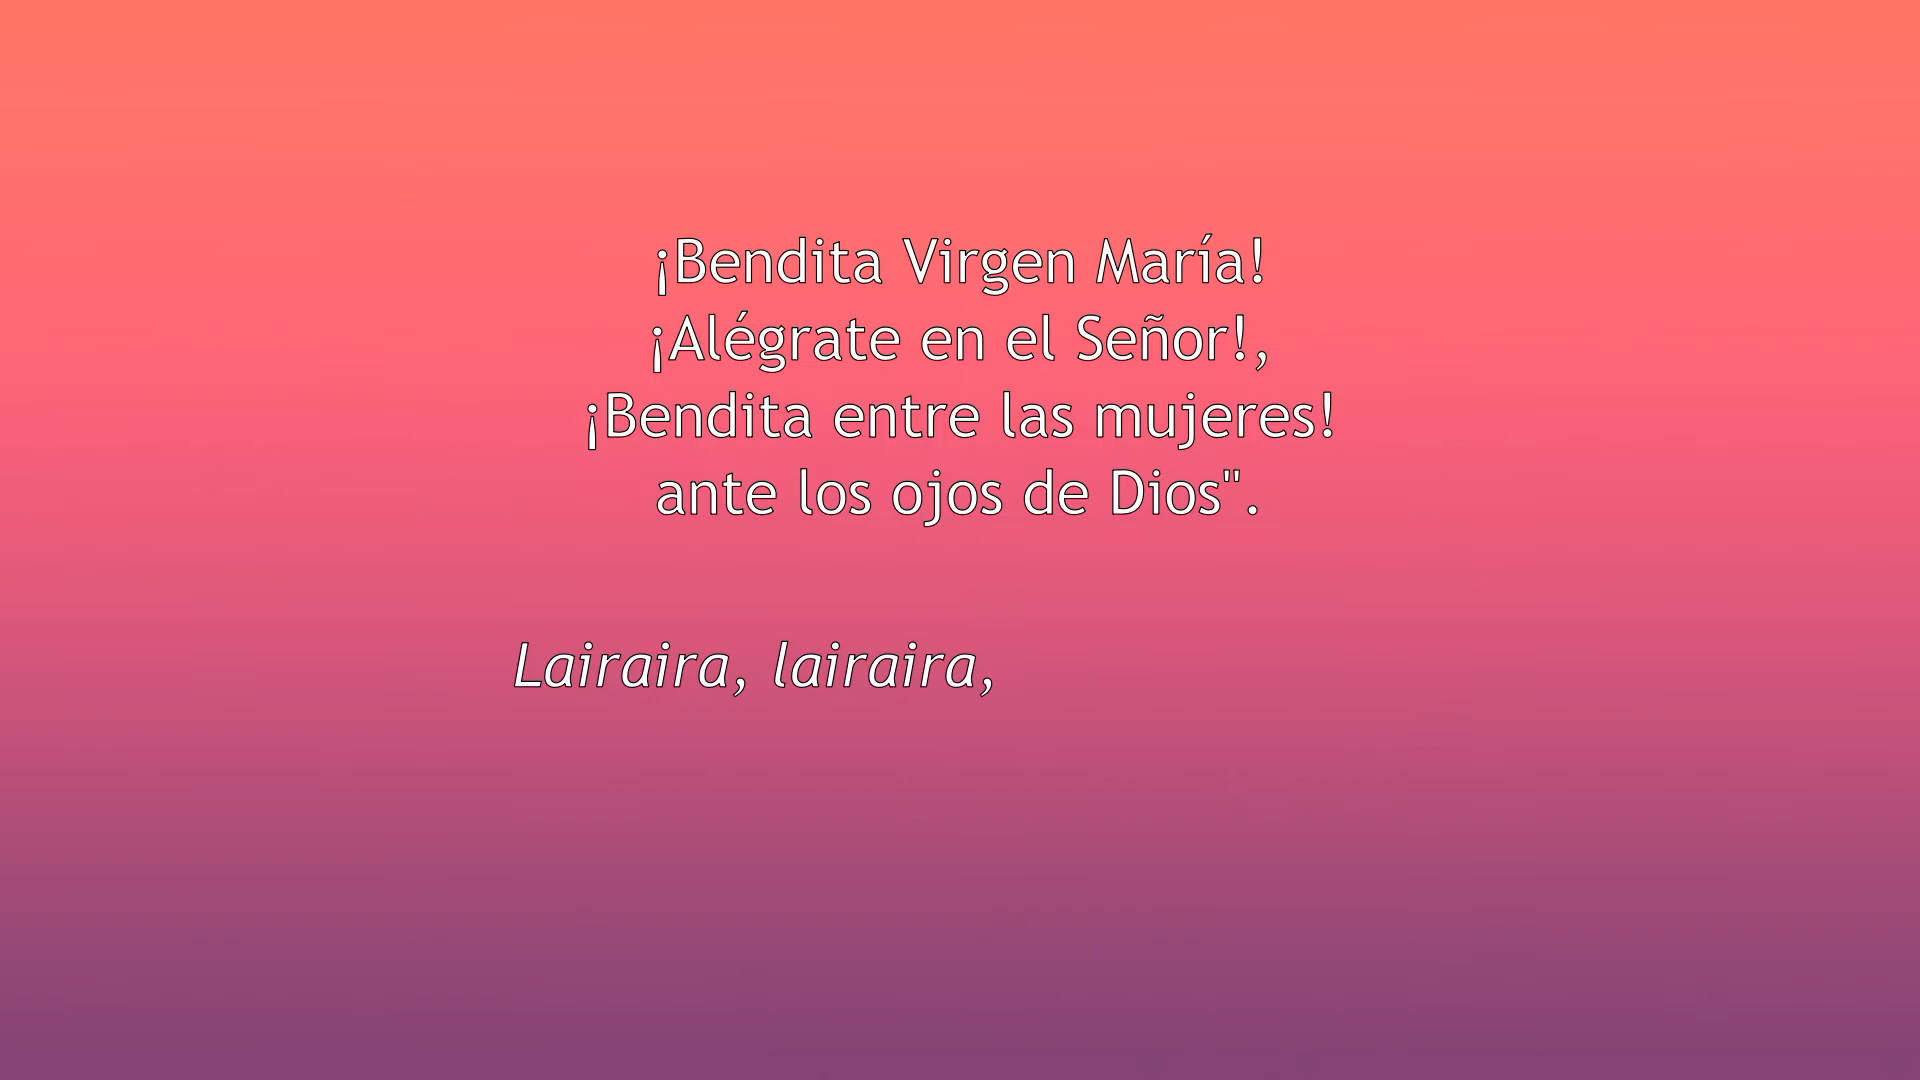 ¡Bendita Virgen María!
¡Alégrate en el Señor!,
¡Bendita entre las mujeres!
ante los ojos de Dios".
Lairaira, lairaira,